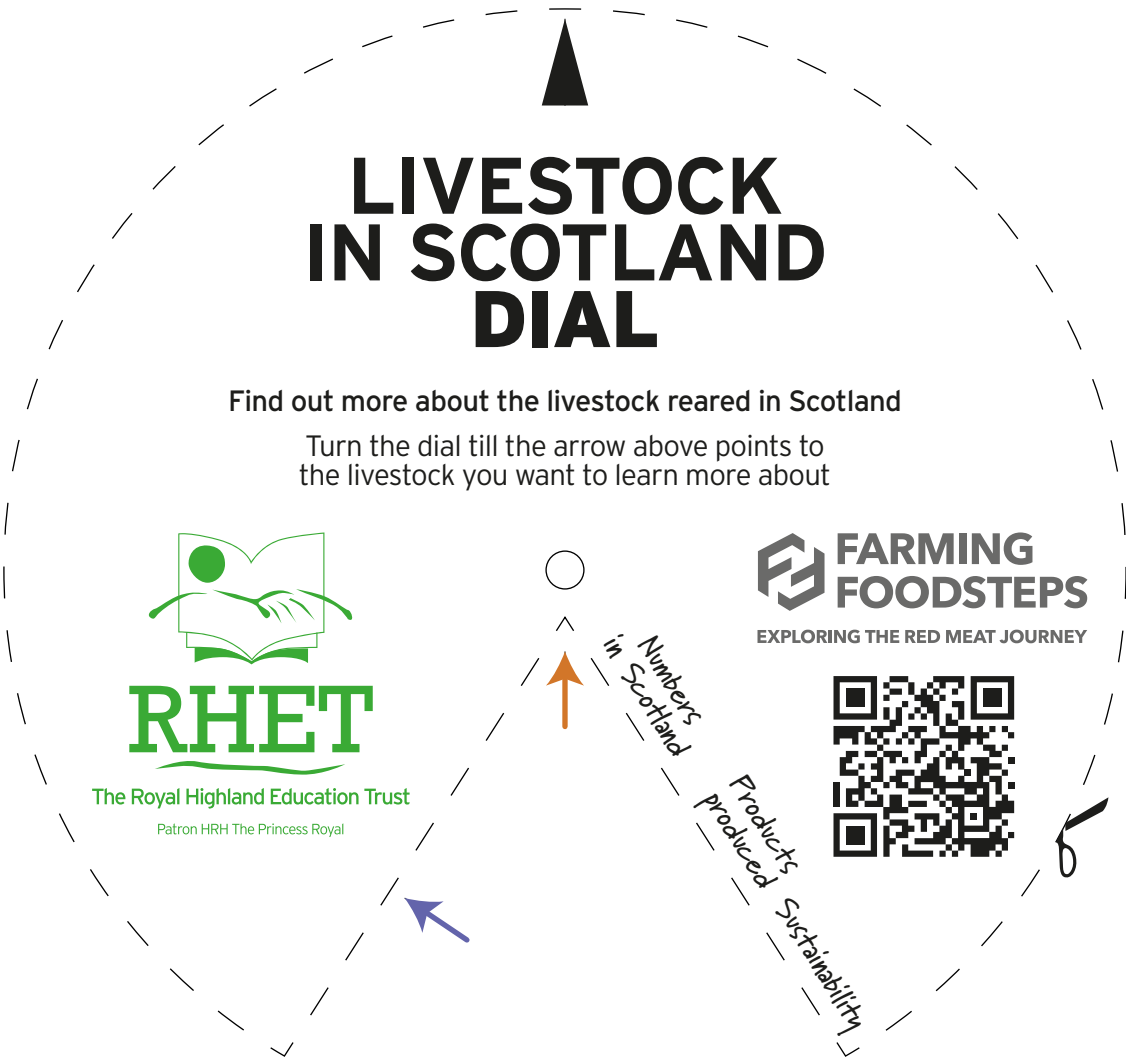 LIVESTOCK
IN SCOTLAND
DIAL
Find out more about the livestock reared in Scotland
Turn the dial till the arrow above points to
the livestock you want to learn more about
RHET
The Royal Highland Education Trust
Patron HRH The Princess Royal
FARMING
FOODSTEPS
EXPLORING THE RED MEAT JOURNEY
Numbers
in Scotland
Products
produced
Sustainability